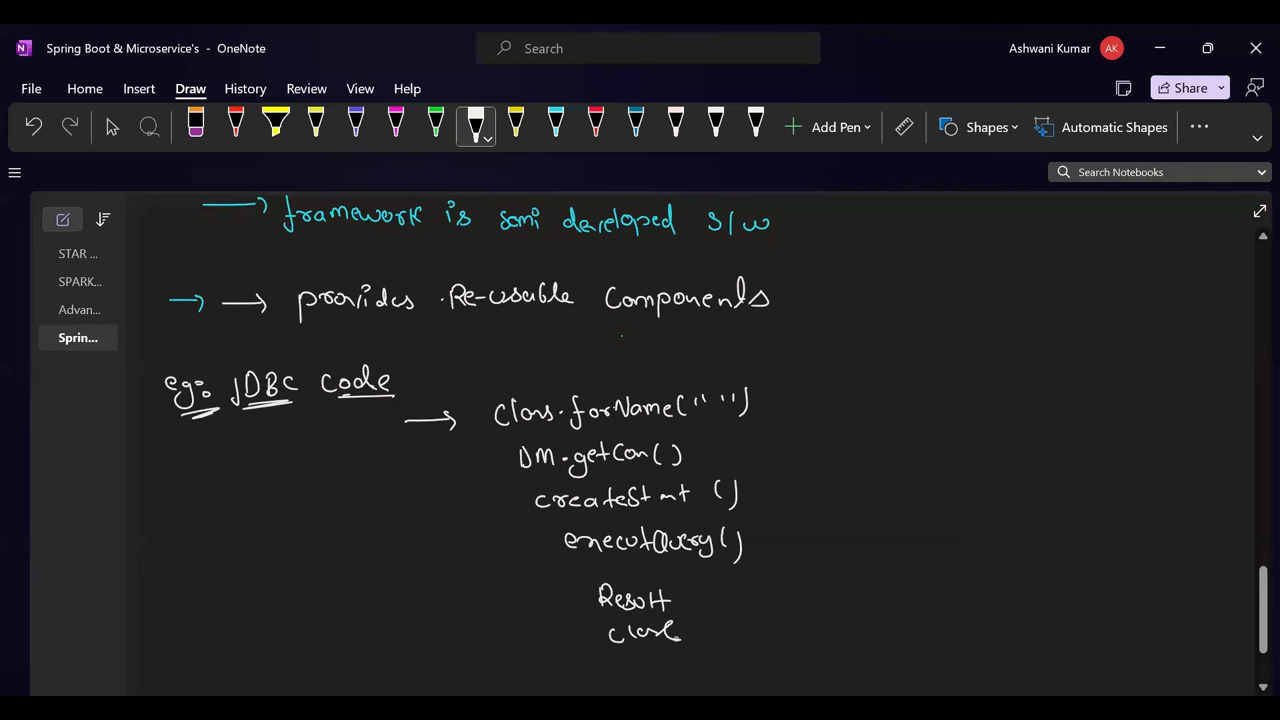 Spring Boot & Microservice's - OneNote
Search
Ashwani Kumar
AK
File Home Insert Draw History Review View Help
Share
Add Pen
Shapes
Automatic Shapes
Search Notebooks
STAR ...
SPARK...
Advan...
Sprin...
→ framework is semi developed S/W
→ → provides Re-usable Components
eg:- JDBC code
→ Class.forName(" ")
DM.getCon()
createStmt ()
executQuery()
Result
close